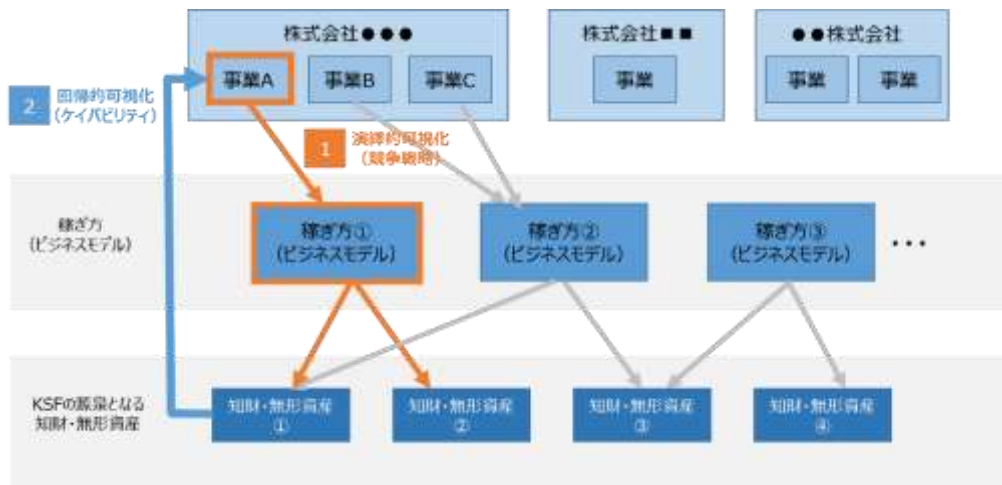 株式会社●●●
株式会社■■
●●株式会社
事業A
事業B
事業C
事業
事業
事業
2
回帰的可視化
(ケイパビリティ)
1
演繹的可視化
(競争戦略)
稼ぎ方
(ビジネスモデル)
稼ぎ方①
(ビジネスモデル)
稼ぎ方②
(ビジネスモデル)
稼ぎ方③
(ビジネスモデル)
・・・
KSFの源泉となる
知財・無形資産
知財・無形資産
①
知財・無形資産
②
知財・無形資産
③
知財・無形資産
④